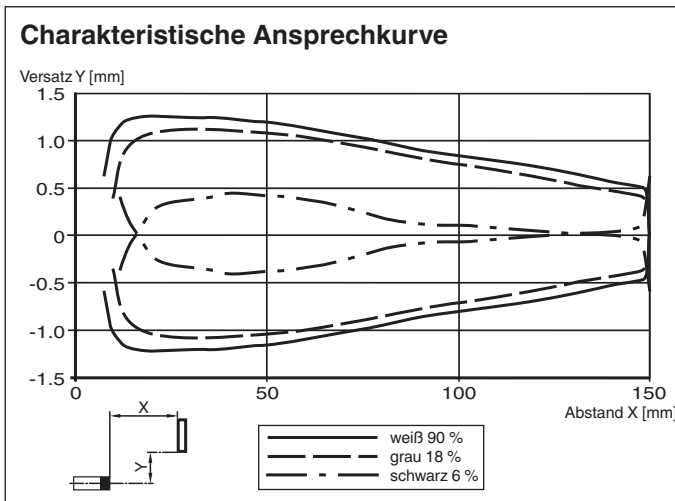 Charakteristische Ansprechkurve
Versatz Y [mm]
1.5
1.0
0.5
0
-0.5
-1.0
-1.5
0 50 100 150
Abstand X [mm]
X
Y
weiß 90 %
grau 18 %
schwarz 6 %